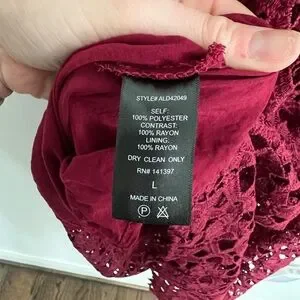 STYLE# ALD42049
SELF:
100% POLYESTER
CONTRAST:
100% RAYON
LINING:
100% RAYON
DRY CLEAN ONLY
RN# 141397
L
P
MADE IN CHINA